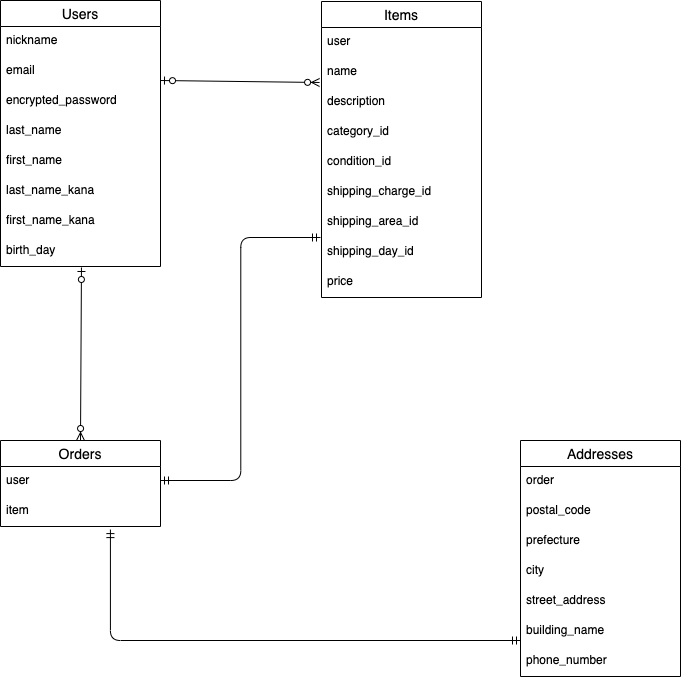 Users
nickname
email
encrypted_password
last_name
first_name
last_name_kana
first_name_kana
birth_day
Items
user
name
description
category_id
condition_id
shipping_charge_id
shipping_area_id
shipping_day_id
price
Orders
user
item
Addresses
order
postal_code
prefecture
city
street_address
building_name
phone_number